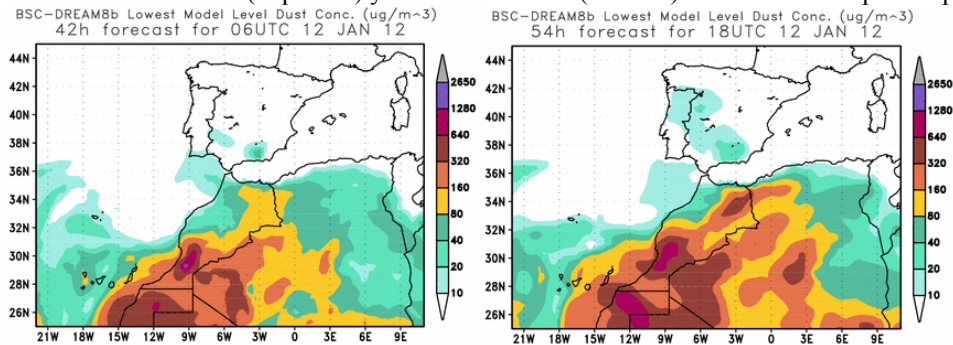 BSC-DREAM8b Lowest Model Level Dust Conc. (ug/m^3)
42h forecast for 06UTC 12 JAN 12
44N
42N
40N
38N
36N
34N
32N
30N
28N
26N
21W 18W 15W 12W 9W 6W 3W 0 3E 6E 9E
2650
1280
640
320
160
80
40
20
10
BSC-DREAM8b Lowest Model Level Dust Conc. (ug/m^3)
54h forecast for 18UTC 12 JAN 12
44N
42N
40N
38N
36N
34N
32N
30N
28N
26N
21W 18W 15W 12W 9W 6W 3W 0 3E 6E 9E
2650
1280
640
320
160
80
40
20
10